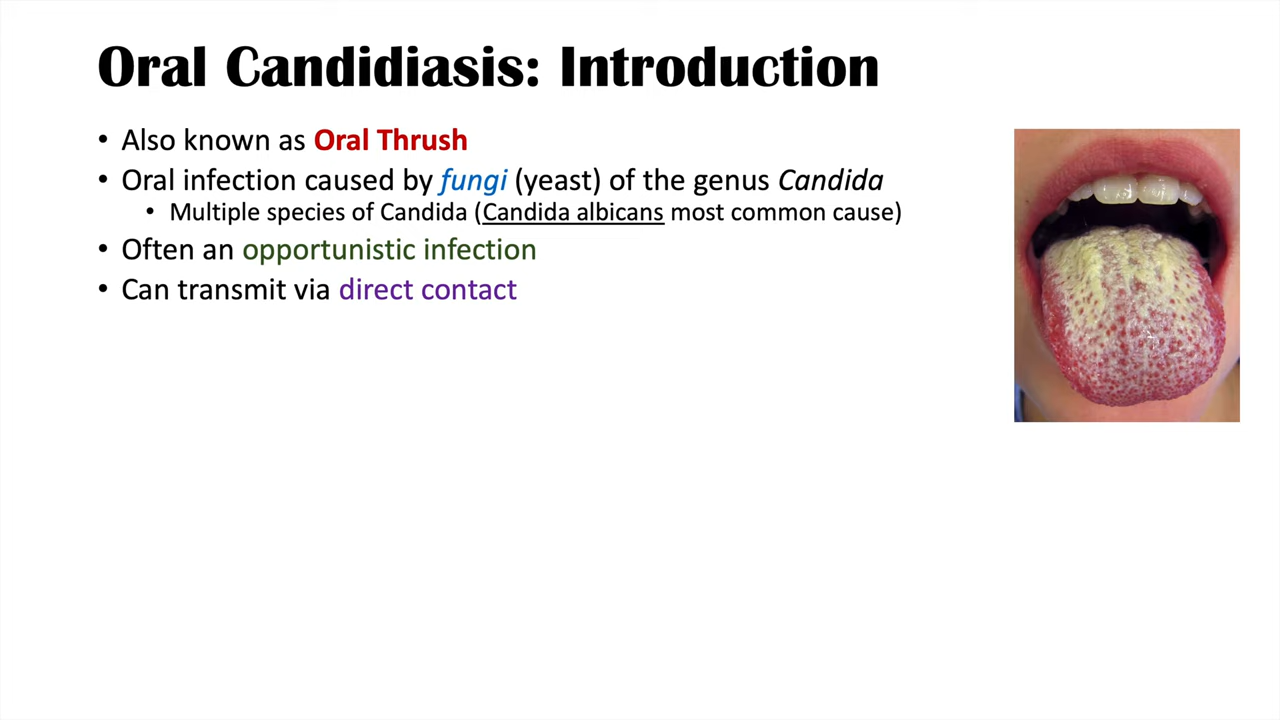 Oral Candidiasis: Introduction
• Also known as Oral Thrush
• Oral infection caused by fungi (yeast) of the genus Candida
• Multiple species of Candida (Candida albicans most common cause)
• Often an opportunistic infection
• Can transmit via direct contact